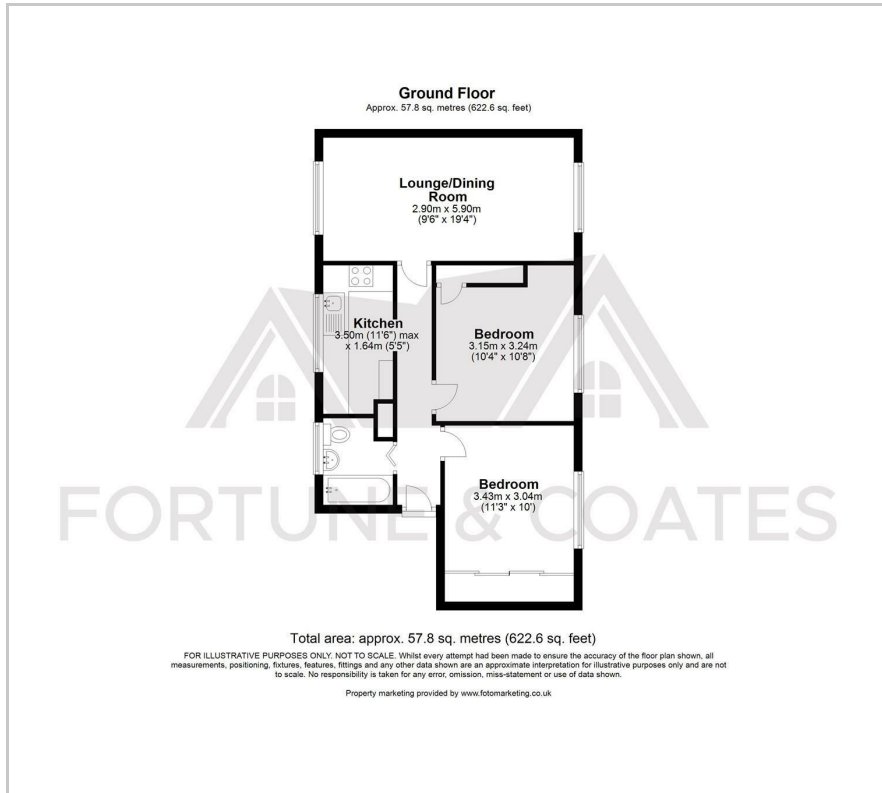 Ground Floor
Approx. 57.8 sq. metres (622.6 sq. feet)
Lounge/Dining
Room
2.90m x 5.90m
(9'6" x 19'4")
Kitchen
3.50m (11'6") max
x 1.64m (5'5")
Bedroom
3.15m x 3.24m
(10'4" x 10'8")
Bedroom
3.43m x 3.04m
(11'3" x 10')
FORTUNE & COATES
Total area: approx. 57.8 sq. metres (622.6 sq. feet)
FOR ILLUSTRATIVE PURPOSES ONLY. NOT TO SCALE. Whilst every attempt had been made to ensure the accuracy of the floor plan shown, all
measurements, positioning, fixtures, features, fittings and any other data shown are an approximate interpretation for illustrative purposes only and are not
to scale. No responsibility is taken for any error, omission, miss-statement or use of data shown.
Property marketing provided by www.fotomarketing.co.uk